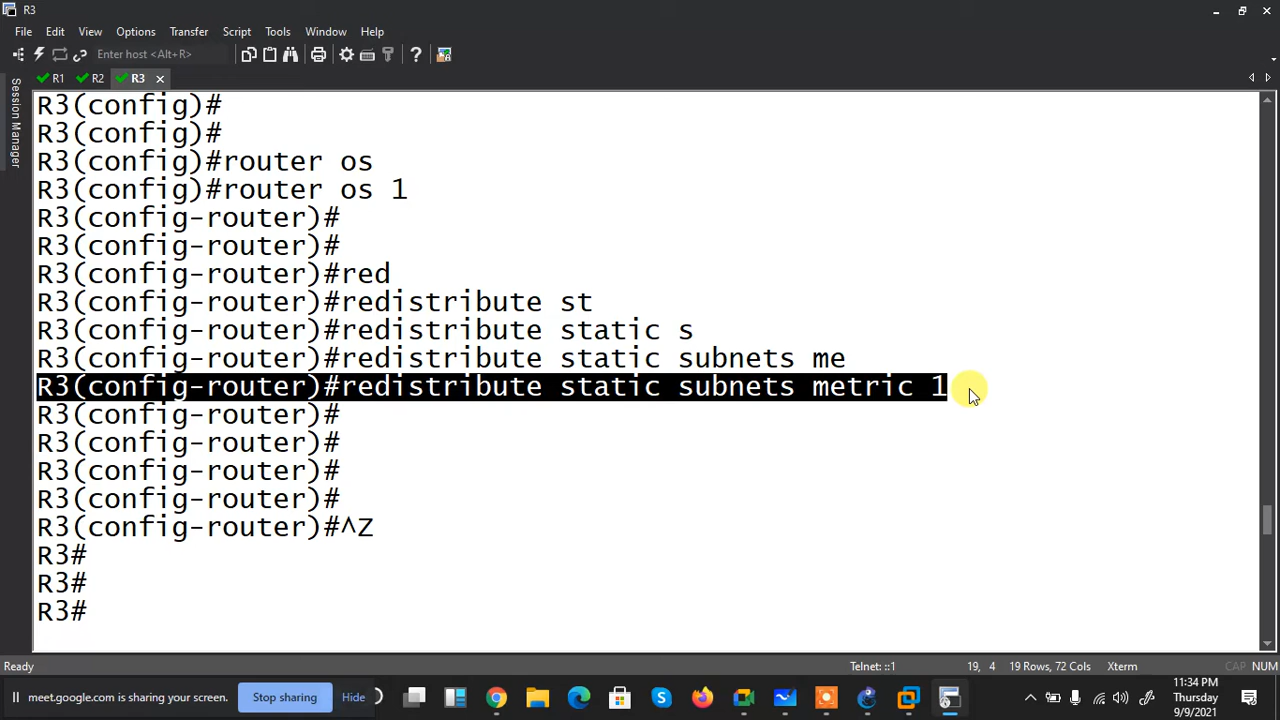 R3
File Edit View Options Transfer Script Tools Window Help
Enter host <Alt+R>
R1 R2 R3
Session Manager
R3(config)#
R3(config)#
R3(config)#router os
R3(config)#router os 1
R3(config-router)#
R3(config-router)#
R3(config-router)#red
R3(config-router)#redistribute st
R3(config-router)#redistribute static s
R3(config-router)#redistribute static subnets me
R3(config-router)#redistribute static subnets metric 1
R3(config-router)#
R3(config-router)#
R3(config-router)#
R3(config-router)#
R3(config-router)#^Z
R3#
R3#
R3#
Ready Telnet: ::1 19, 4 19 Rows, 72 Cols Xterm CAP NUM
meet.google.com is sharing your screen. Stop sharing Hide
11:34 PM
Thursday
9/9/2021